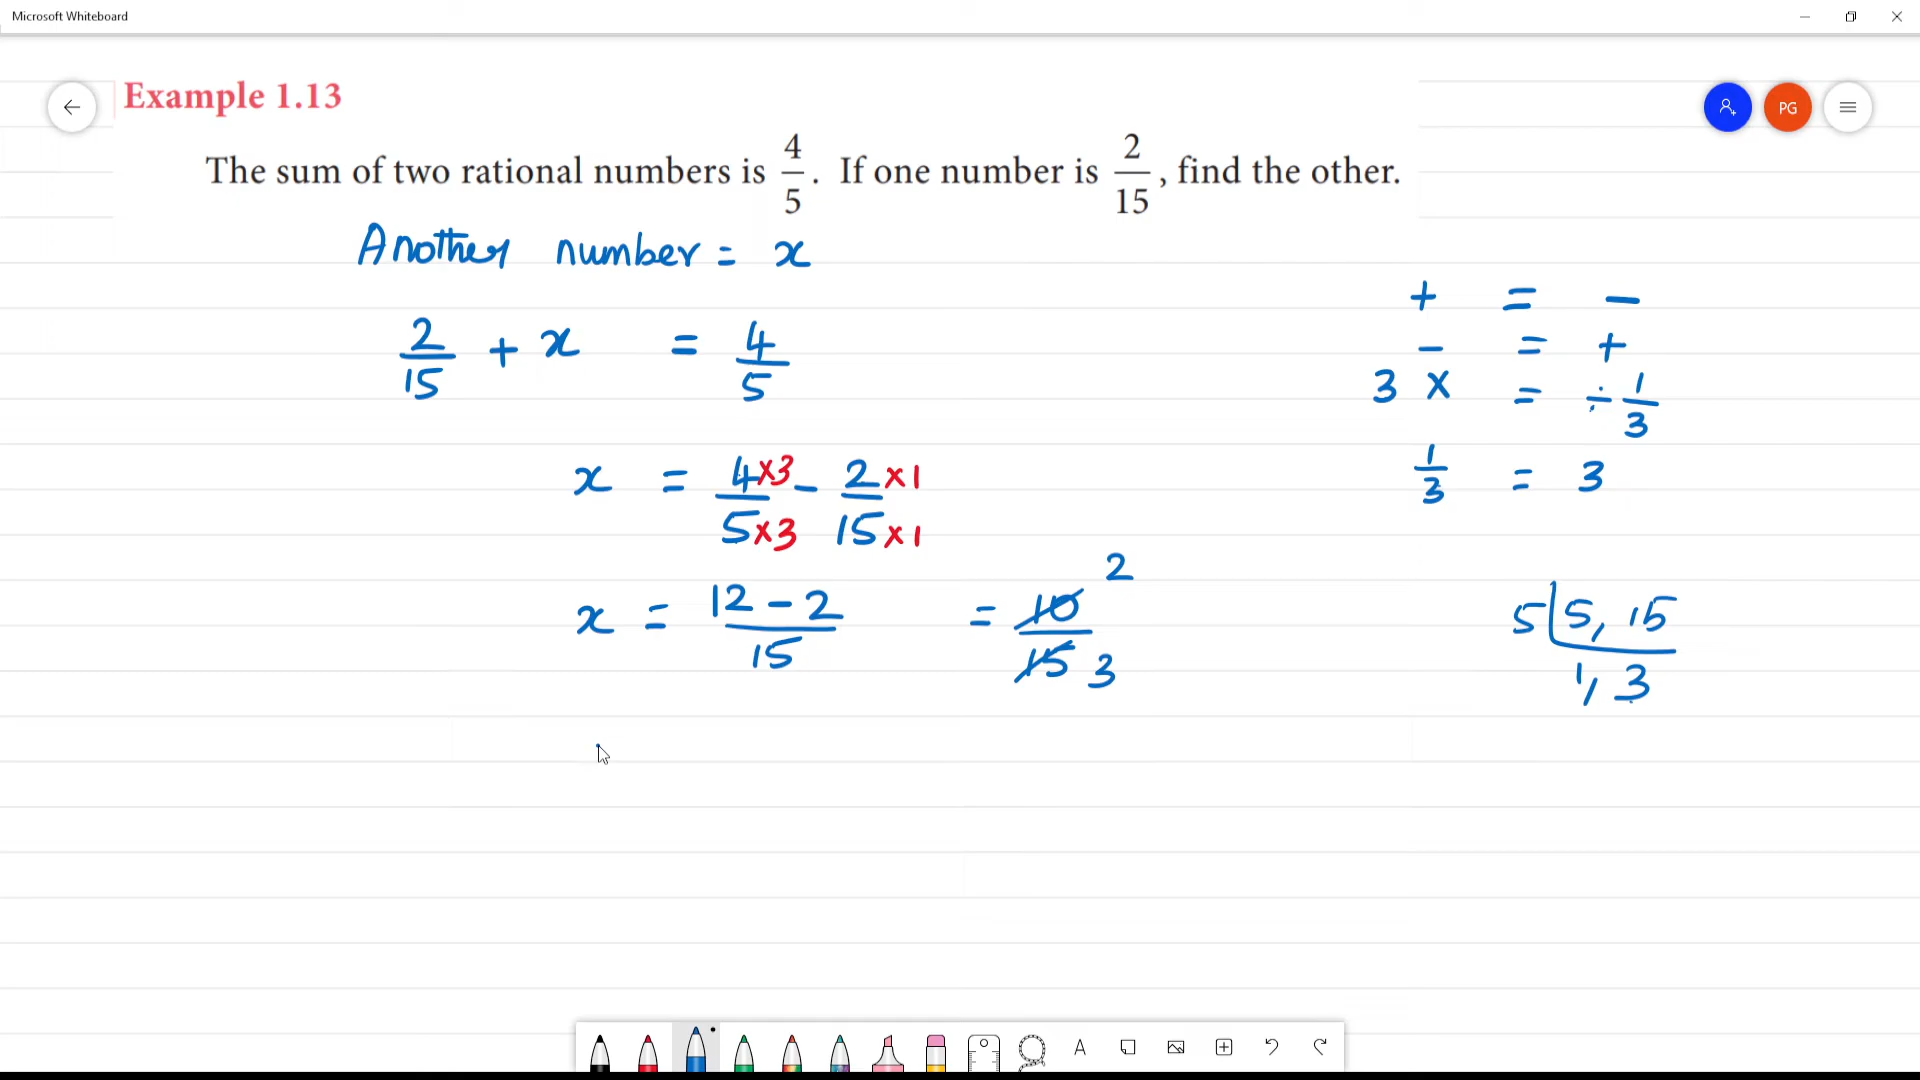 Microsoft Whiteboard
Example 1.13
The sum of two rational numbers is 4/5. If one number is 2/15, find the other.
PG
Another number = x
2/15 + x = 4/5
x = 4×3/5×3 - 2×1/15×1
x = 12 - 2/15 = 10/15 2 3
+ = -
- = +
3 × = ÷ 1/3
1/3 = 3
5 | 5, 15
1, 3
A